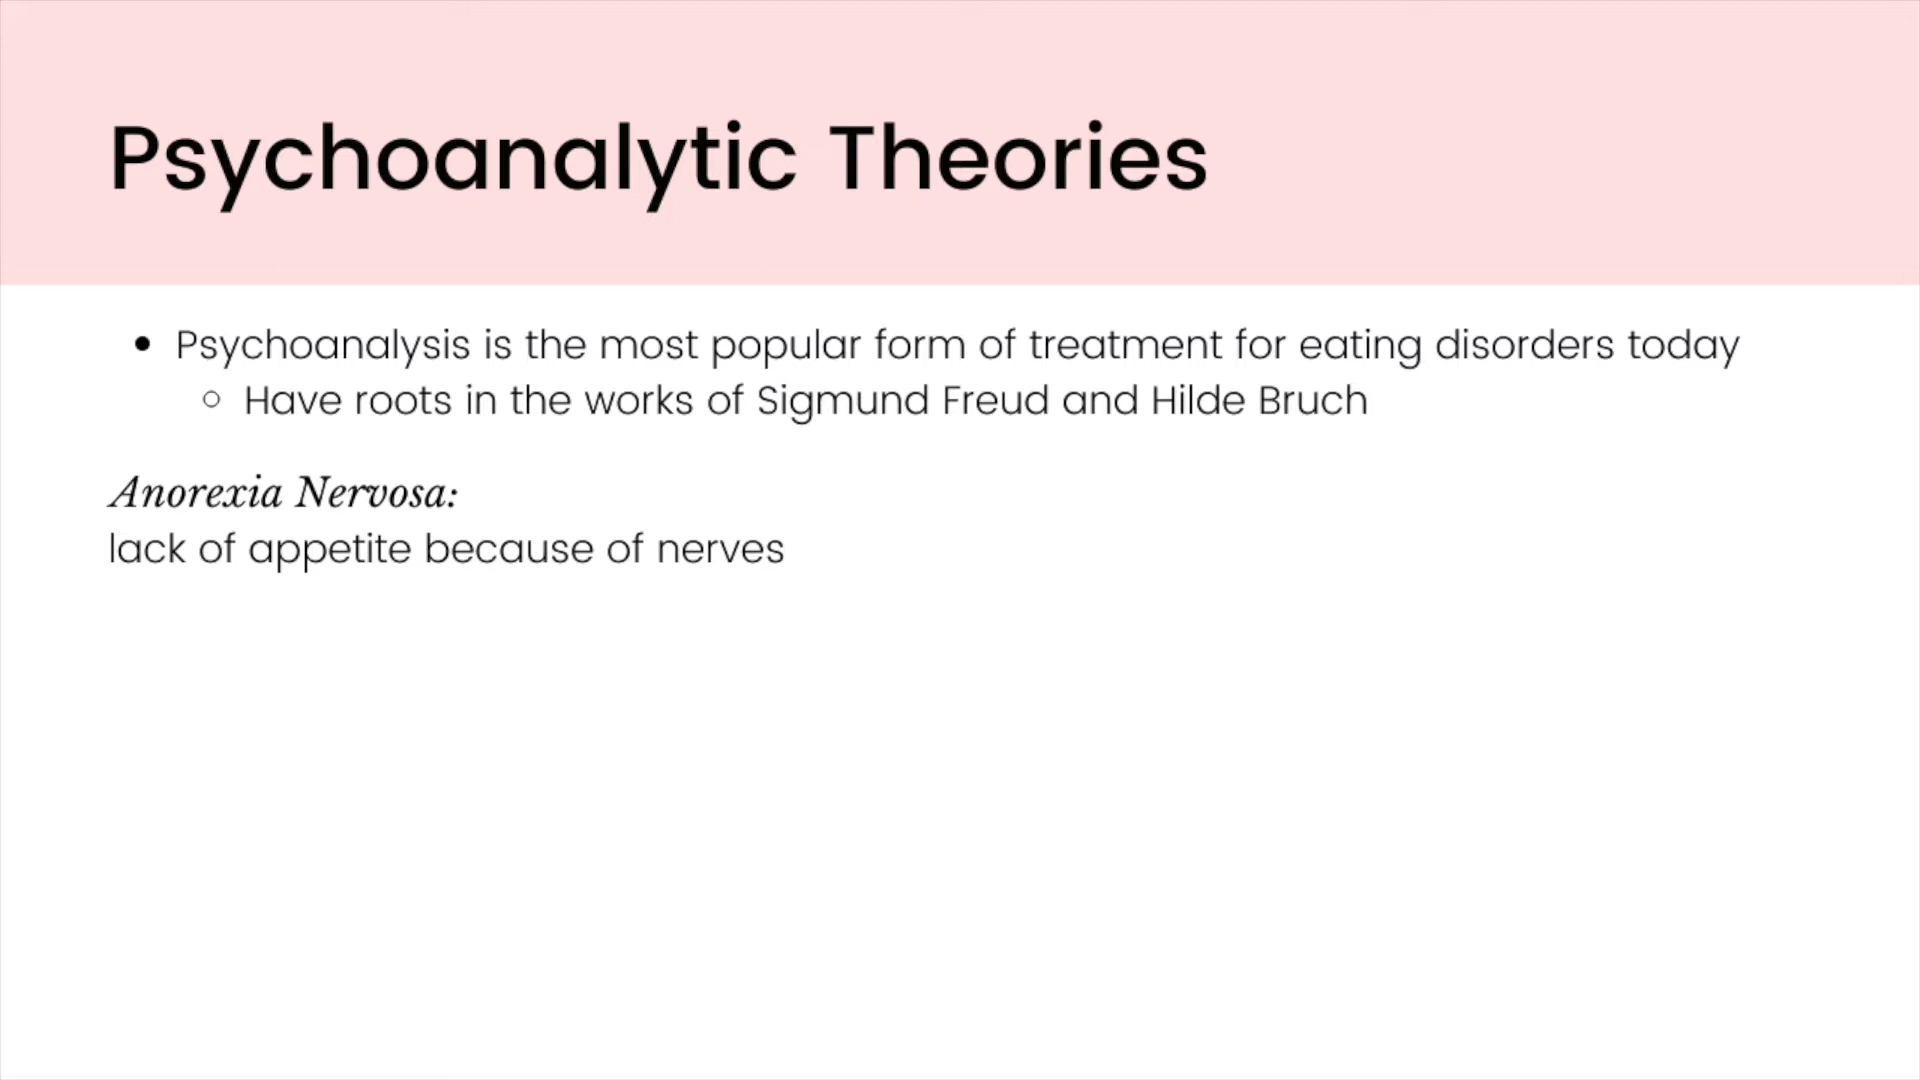 Psychoanalytic Theories
• Psychoanalysis is the most popular form of treatment for eating disorders today
○ Have roots in the works of Sigmund Freud and Hilde Bruch
Anorexia Nervosa:
lack of appetite because of nerves